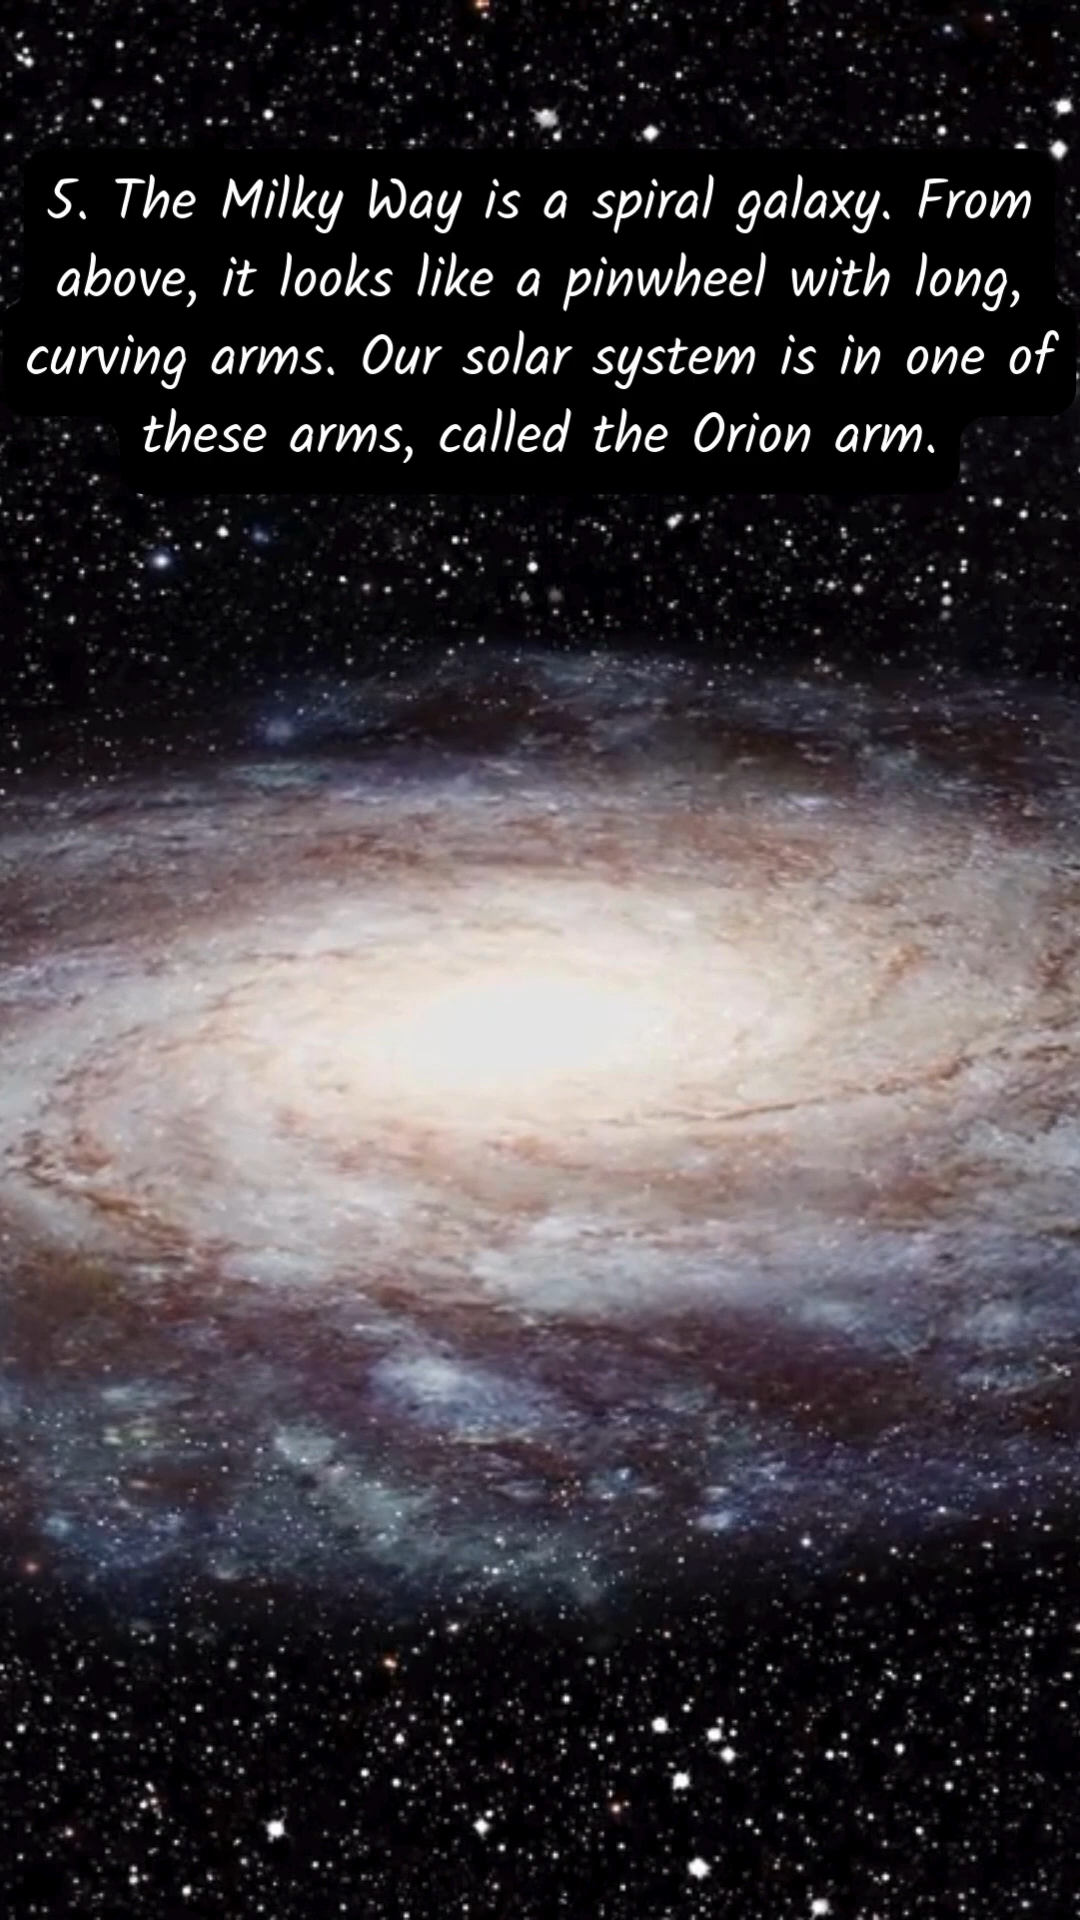 5. The Milky Way is a spiral galaxy. From
above, it looks like a pinwheel with long,
curving arms. Our solar system is in one of
these arms, called the Orion arm.